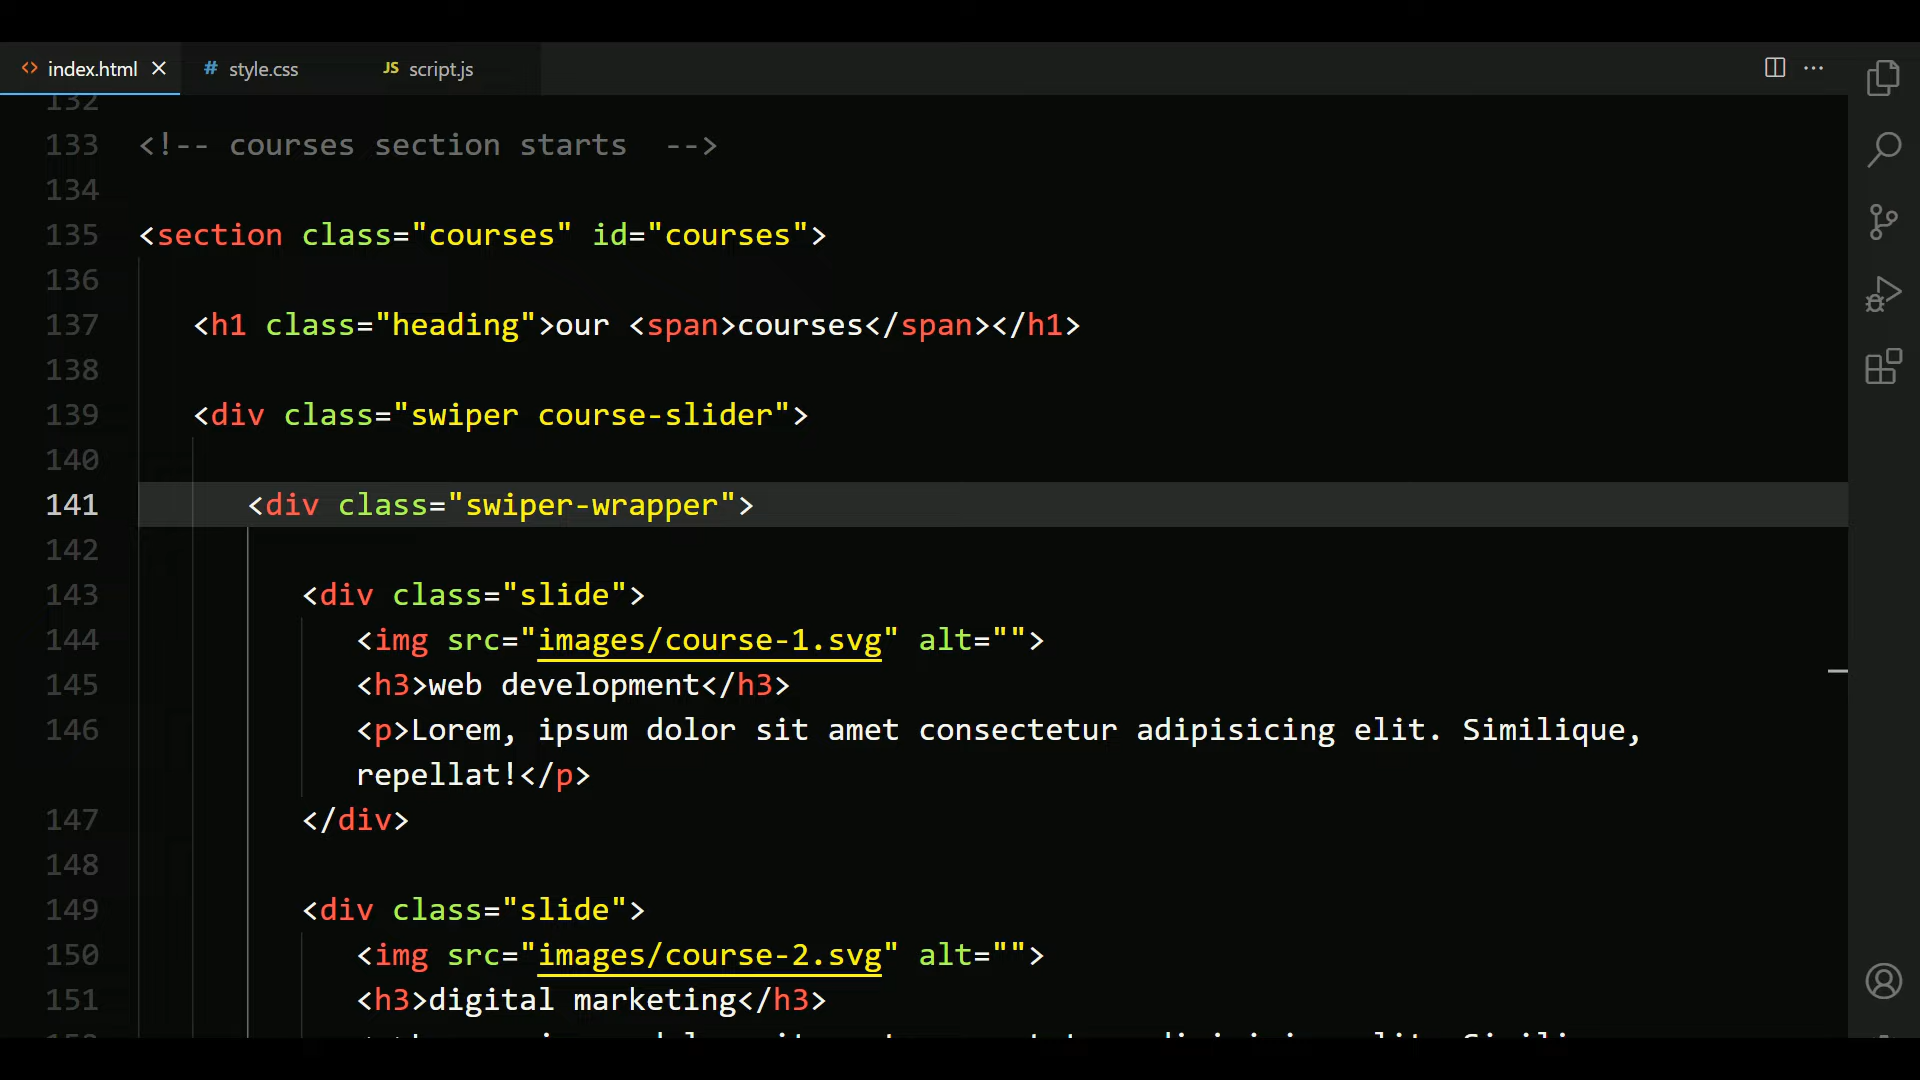 index.html style.css JS script.js
132
133 <!-- courses section starts  -->
134
135 <section class="courses" id="courses">
136
137 <h1 class="heading">our <span>courses</span></h1>
138
139 <div class="swiper course-slider">
140
141 <div class="swiper-wrapper">
142
143 <div class="slide">
144 <img src="images/course-1.svg" alt="">
145 <h3>web development</h3>
146 <p>Lorem, ipsum dolor sit amet consectetur adipisicing elit. Similique,
repellat!</p>
147 </div>
148
149 <div class="slide">
150 <img src="images/course-2.svg" alt="">
151 <h3>digital marketing</h3>